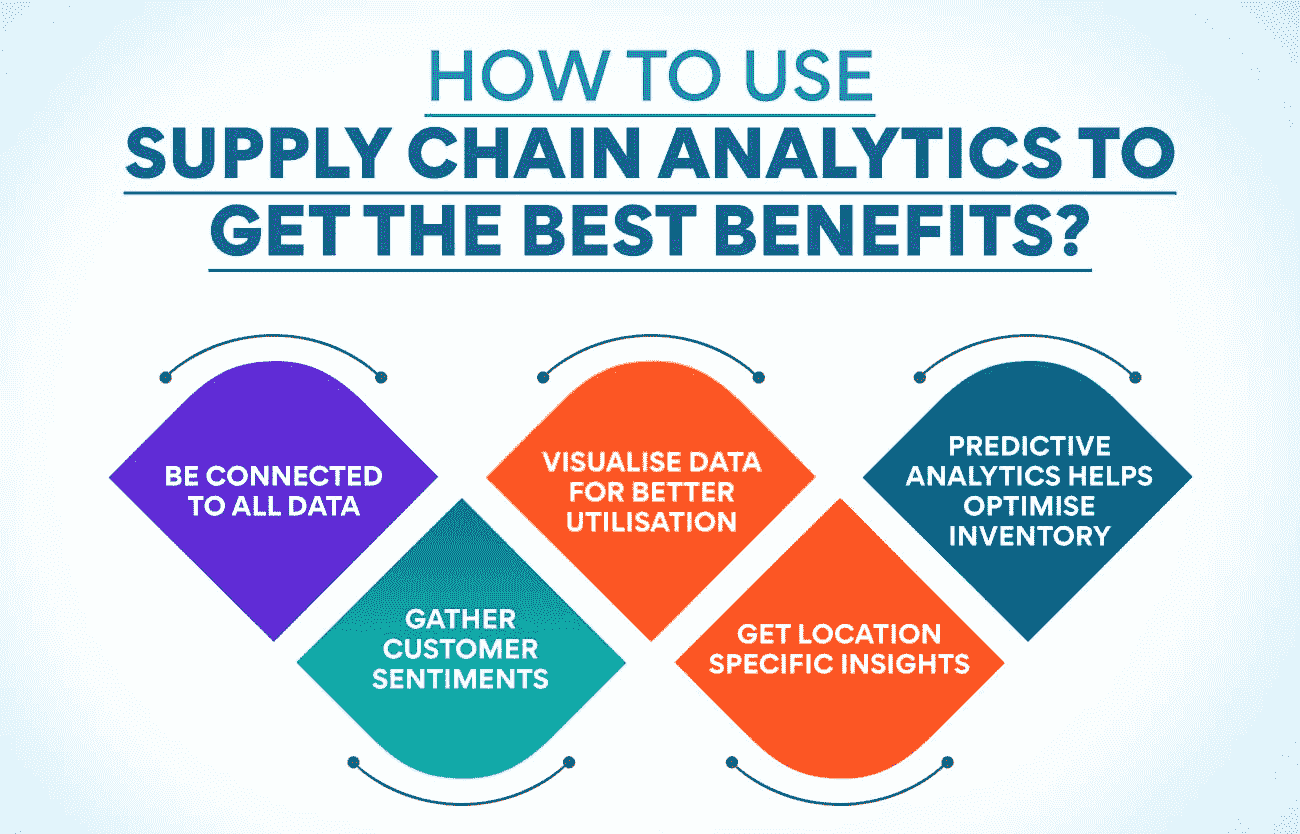 HOW TO USE
SUPPLY CHAIN ANALYTICS TO
GET THE BEST BENEFITS?
BE CONNECTED
TO ALL DATA
GATHER
CUSTOMER
SENTIMENTS
VISUALISE DATA
FOR BETTER
UTILISATION
GET LOCATION
SPECIFIC INSIGHTS
PREDICTIVE
ANALYTICS HELPS
OPTIMISE
INVENTORY